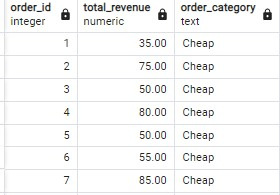 order_id total_revenue order_category
integer numeric text
1 35.00 Cheap
2 75.00 Cheap
3 50.00 Cheap
4 80.00 Cheap
5 50.00 Cheap
6 55.00 Cheap
7 85.00 Cheap